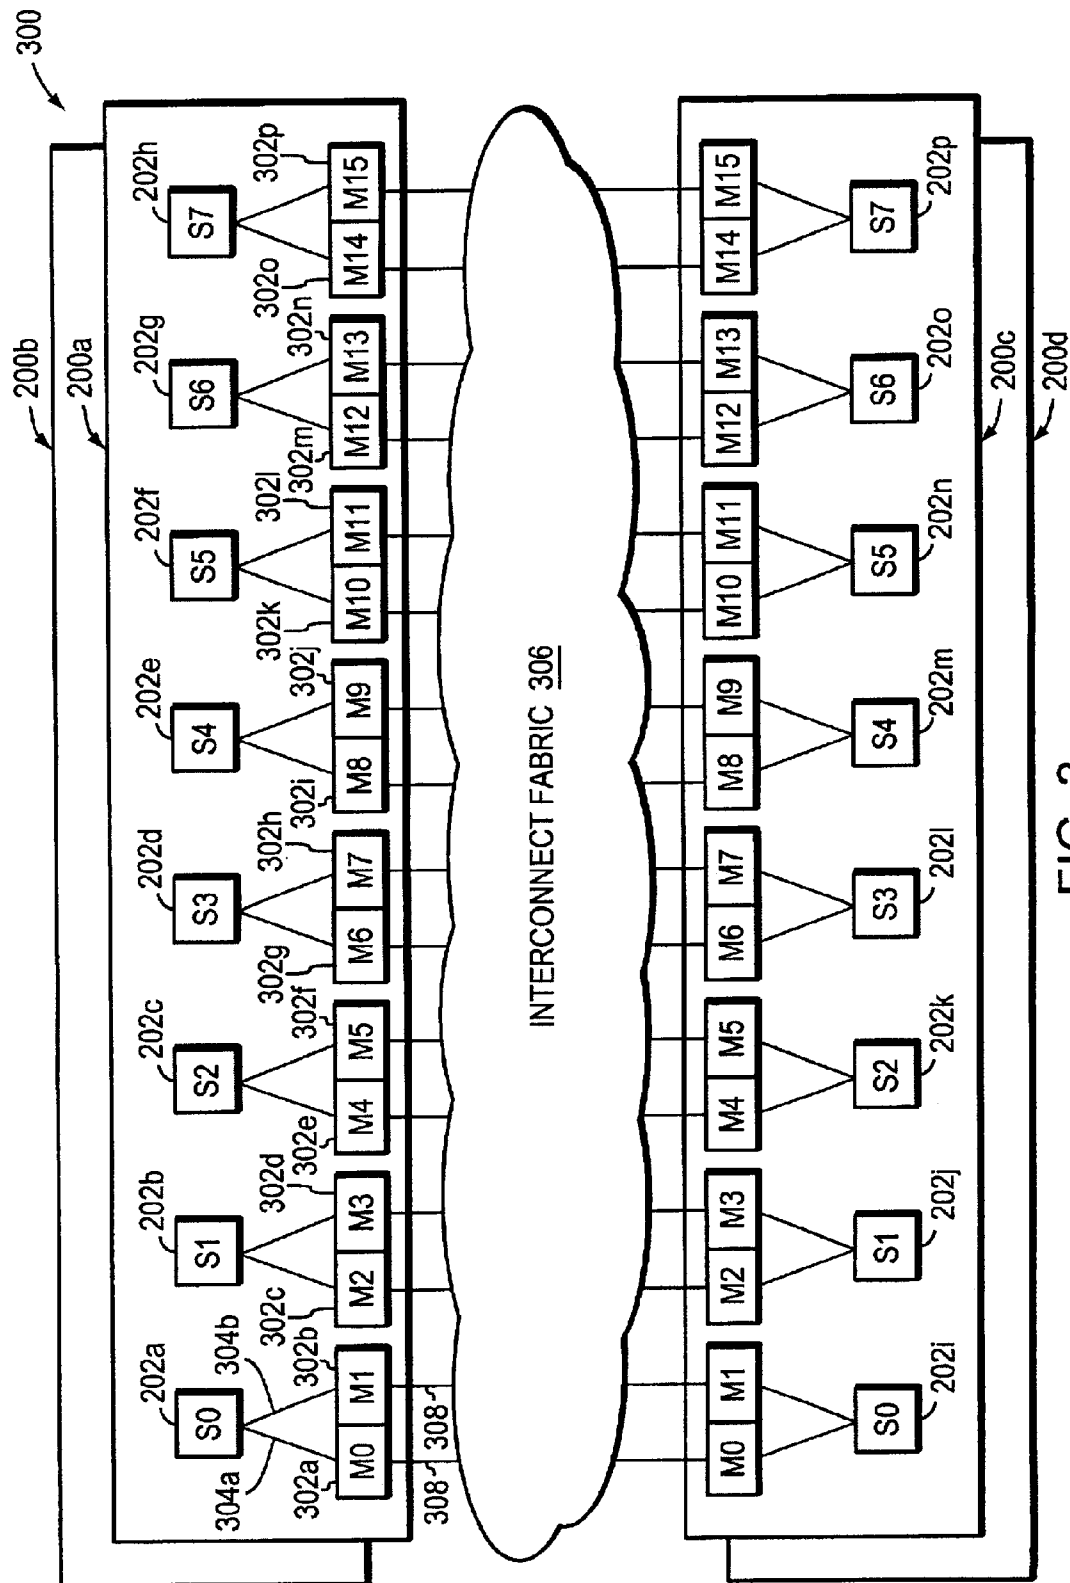 300
200b
200a
202a
202b
202c
202d
202e
202f
202g
202h
S0
S1
S2
S3
S4
S5
S6
S7
304a
304b
302a
302b
302c
302d
302e
302f
302g
302h
302i
302j
302k
302l
302m
302n
302o
302p
M0 M1
M2 M3
M4 M5
M6 M7
M8 M9
M10 M11
M12 M13
M14 M15
308
308
INTERCONNECT FABRIC 306
M0 M1
M2 M3
M4 M5
M6 M7
M8 M9
M10 M11
M12 M13
M14 M15
S0
S1
S2
S3
S4
S5
S6
S7
202i
202j
202k
202l
202m
202n
202o
202p
200c
200d